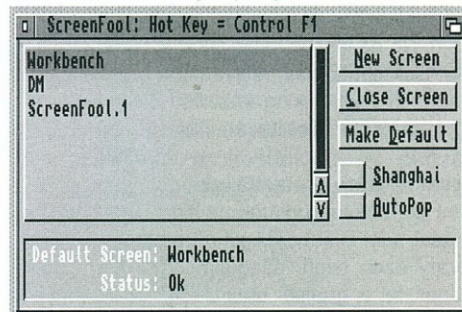 ScreenFool: Hot Key = Control F1
Workbench
DM
ScreenFool.1
New Screen
Close Screen
Make Default
Shanghai
AutoPop
Default Screen: Workbench
Status: Ok